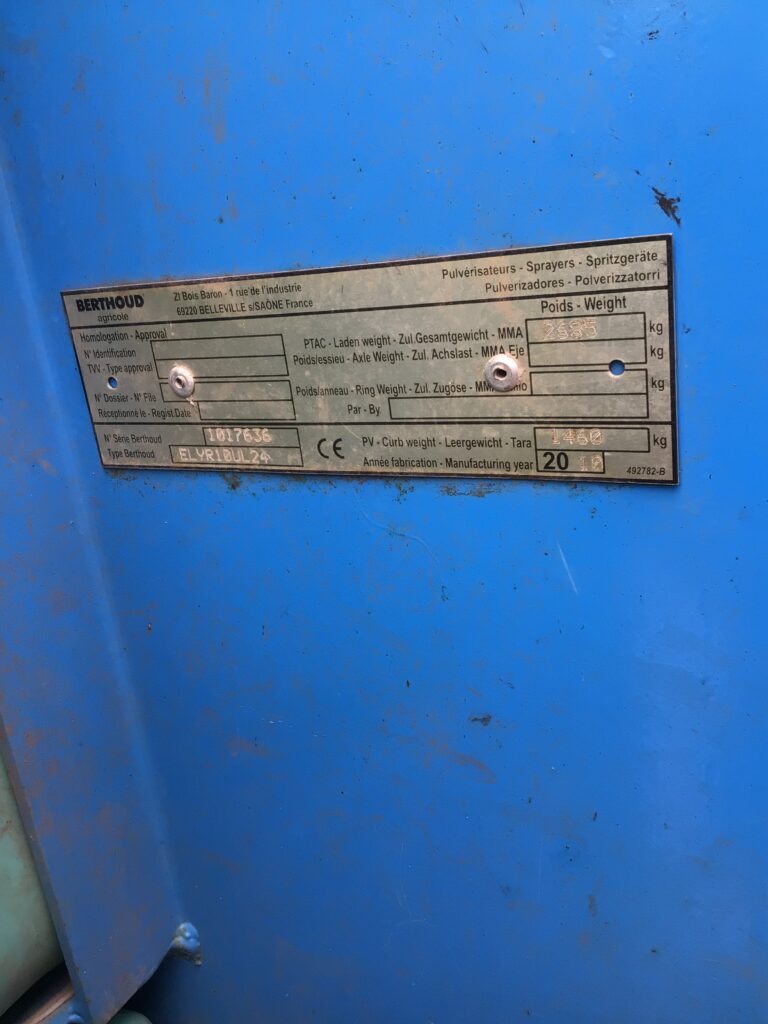 BERTHOUD
agricole
ZI Bois Baron - 1 rue de l'industrie
69220 BELLEVILLE s/SAÔNE France
Pulvérisateurs - Sprayers - Spritzgeräte
Pulverizadores - Polverizzatorri
Poids - Weight
Homologation - Approval
N° Identification
TVV - Type approval
N° Dossier - N° File
Réceptionné le - Regist.Date
PTAC - Laden weight - Zul.Gesamtgewicht - MMA 2685 kg
Poids/essieu - Axle Weight - Zul. Achslast - MMA Eje kg
Poids/anneau - Ring Weight - Zul. Zugöse - kg
Par - By
N° Série Berthoud 1017636
Type Berthoud ELYR10UL24
CE
PV - Curb weight - Leergewicht - Tara 1460 kg
Année fabrication - Manufacturing year 20 10
492782-B